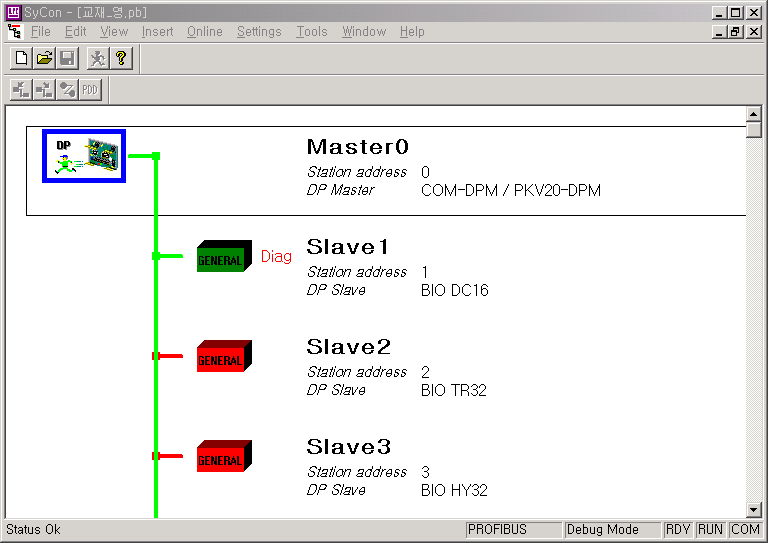 SyCon - [교재_영.pb]
File Edit View Insert Online Settings Tools Window Help
PDD
DP
Master0
Station address 0
DP Master COM-DPM / PKV20-DPM
GENERAL
Diag
Slave1
Station address 1
DP Slave BIO DC16
GENERAL
Slave2
Station address 2
DP Slave BIO TR32
GENERAL
Slave3
Station address 3
DP Slave BIO HY32
Status Ok PROFIBUS Debug Mode RDY RUN COM